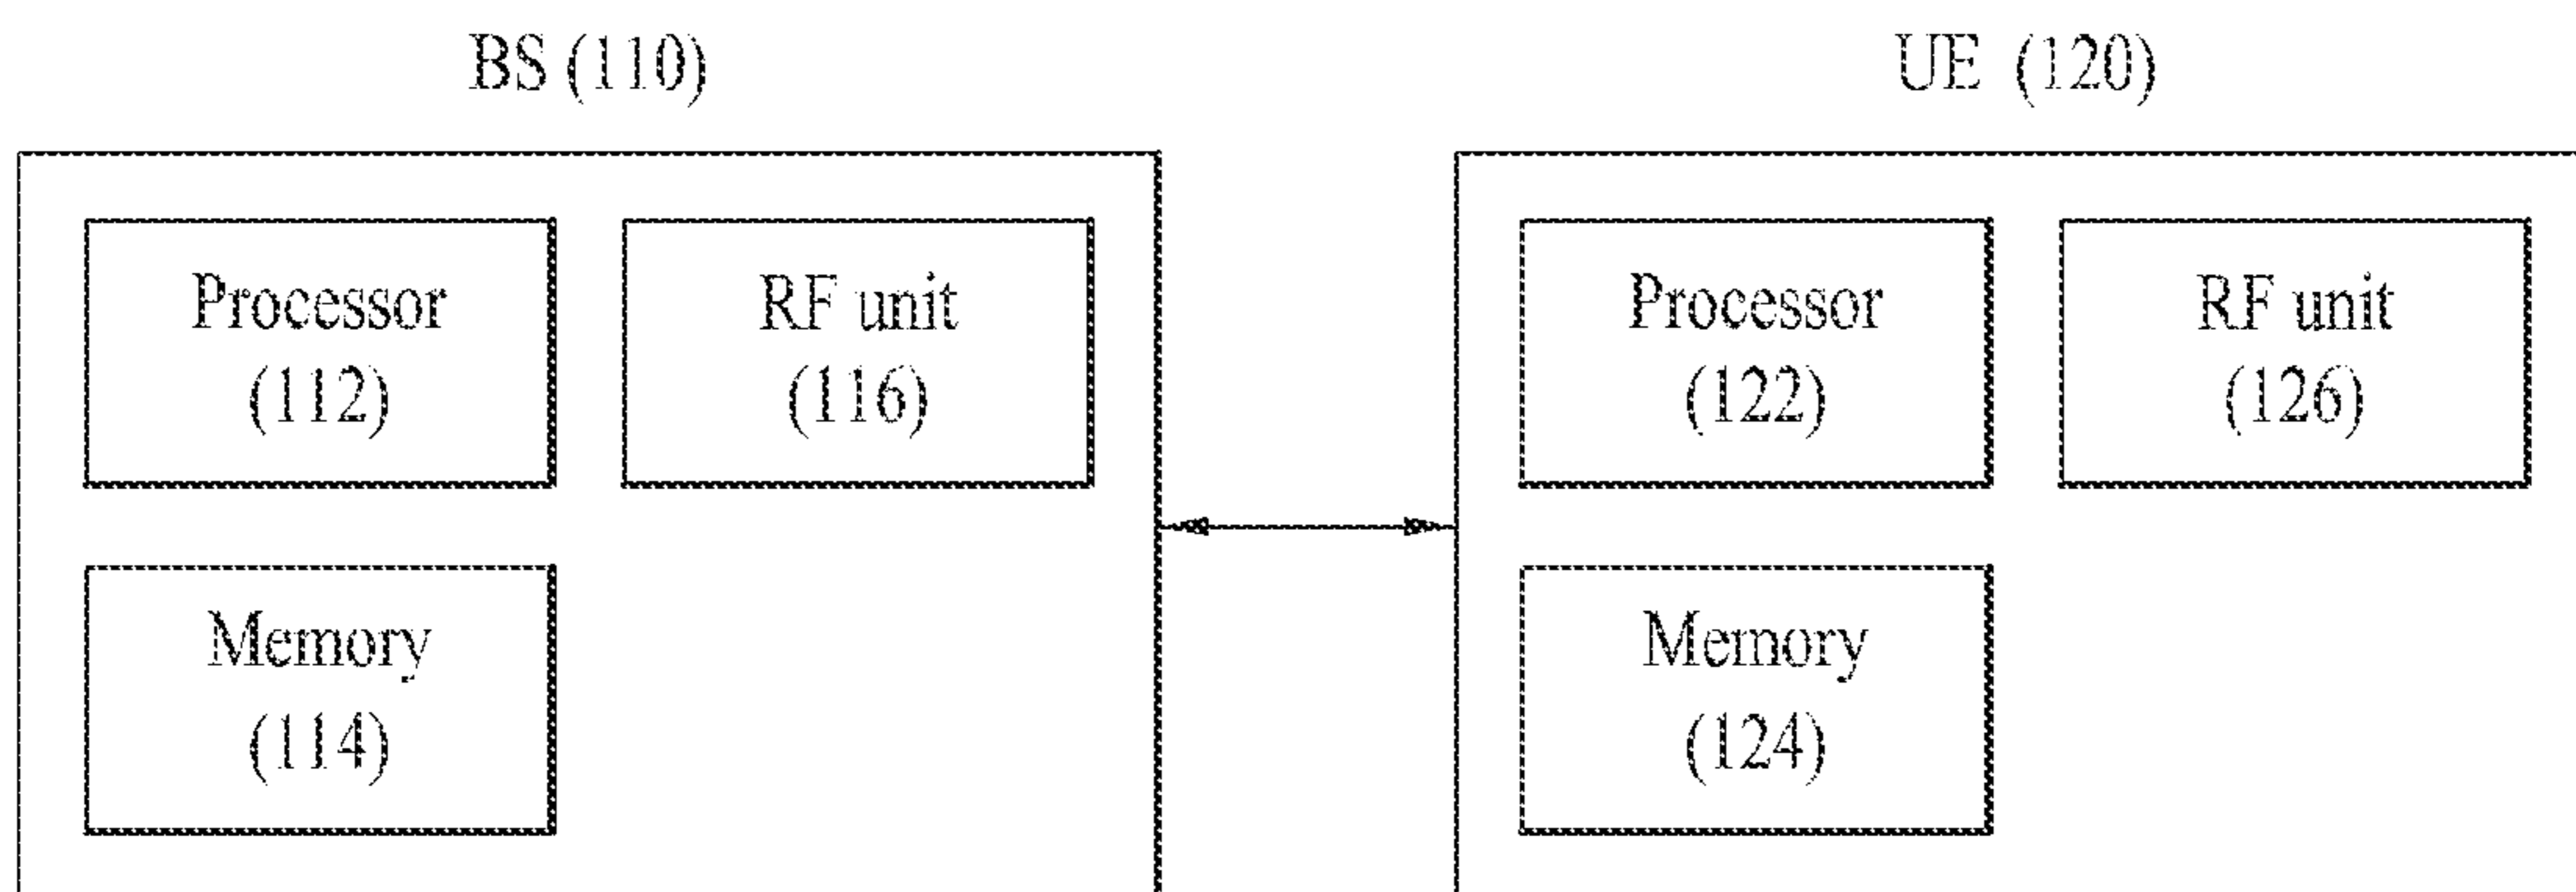 BS (110)
Processor
(112)
RF unit
(116)
Memory
(114)
UE (120)
Processor
(122)
RF unit
(126)
Memory
(124)